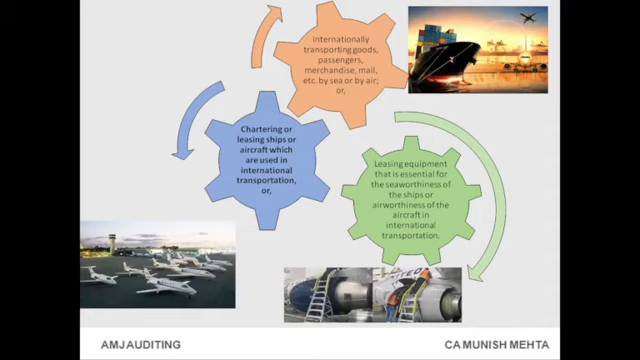 Internationally
transporting goods,
passengers,
merchandise, mail,
etc. by sea or by air;
or,
Chartering or
leasing ships or
aircraft which
are used in
international
transportation,
or,
Leasing equipment
that is essential for
the seaworthiness of
the ships or
airworthiness of the
aircraft in
international
transportation.
AMJ AUDITING
CA MUNISH MEHTA